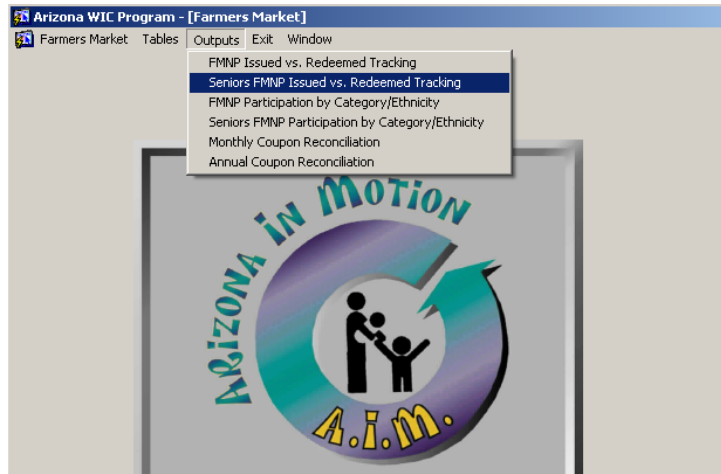 Arizona WIC Program - [Farmers Market]
Farmers Market Tables Outputs Exit Window
FMNP Issued vs. Redeemed Tracking
Seniors FMNP Issued vs. Redeemed Tracking
FMNP Participation by Category/Ethnicity
Seniors FMNP Participation by Category/Ethnicity
Monthly Coupon Reconciliation
Annual Coupon Reconciliation
ARiZONA iN MOTiON
A.i.M.